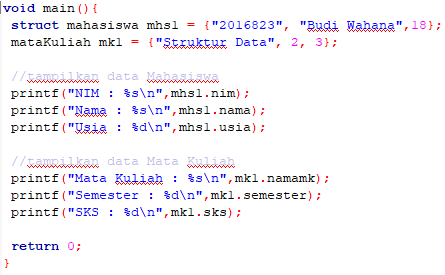 void main(){
struct mahasiswa mhs1 = {"2016823", "Budi Wahana",18};
mataKuliah mk1 = {"Struktur Data", 2, 3};
//tampilkan data Mahasiswa
printf("NIM : %s\n",mhs1.nim);
printf("Nama : %s\n",mhs1.nama);
printf("Usia : %d\n",mhs1.usia);
//tampilkan data Mata Kuliah
printf("Mata Kuliah : %s\n",mk1.namamk);
printf("Semester : %d\n",mk1.semester);
printf("SKS : %d\n",mk1.sks);
return 0;
}